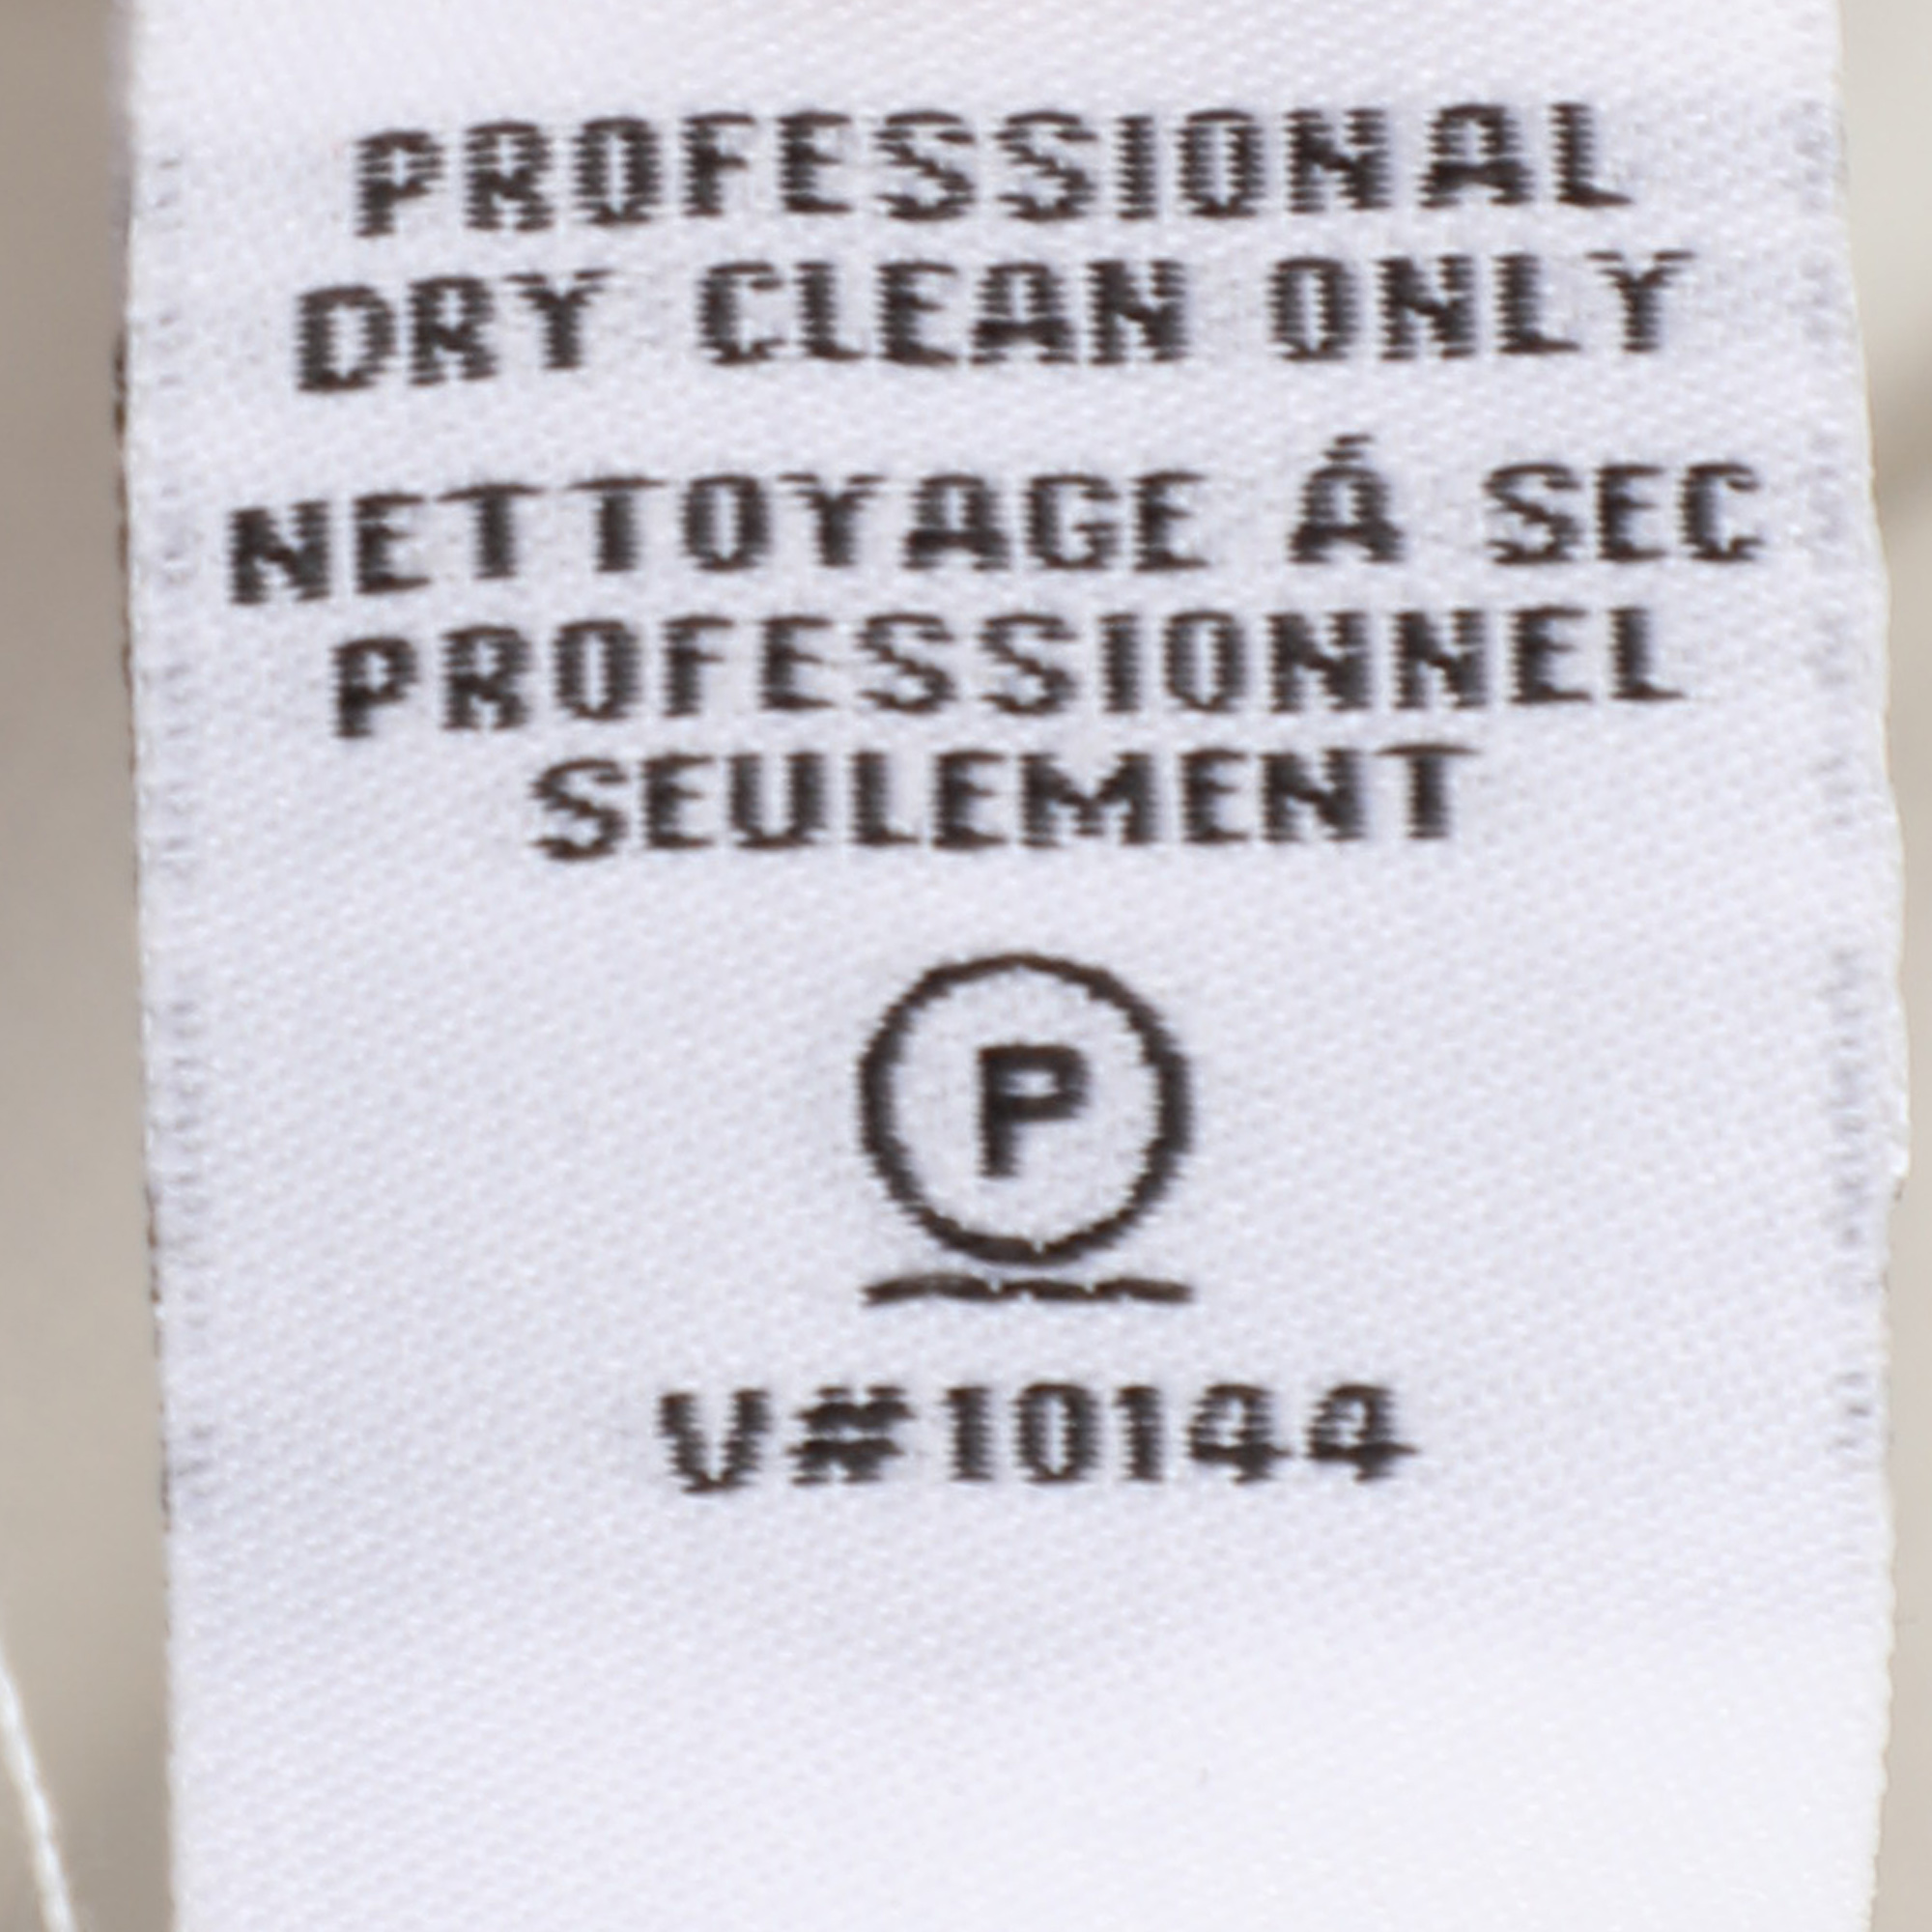 PROFESSIONAL
DRY CLEAN ONLY
NETTOYAGE Á SEC
PROFESSIONNEL
SEULEMENT
P
V#10144